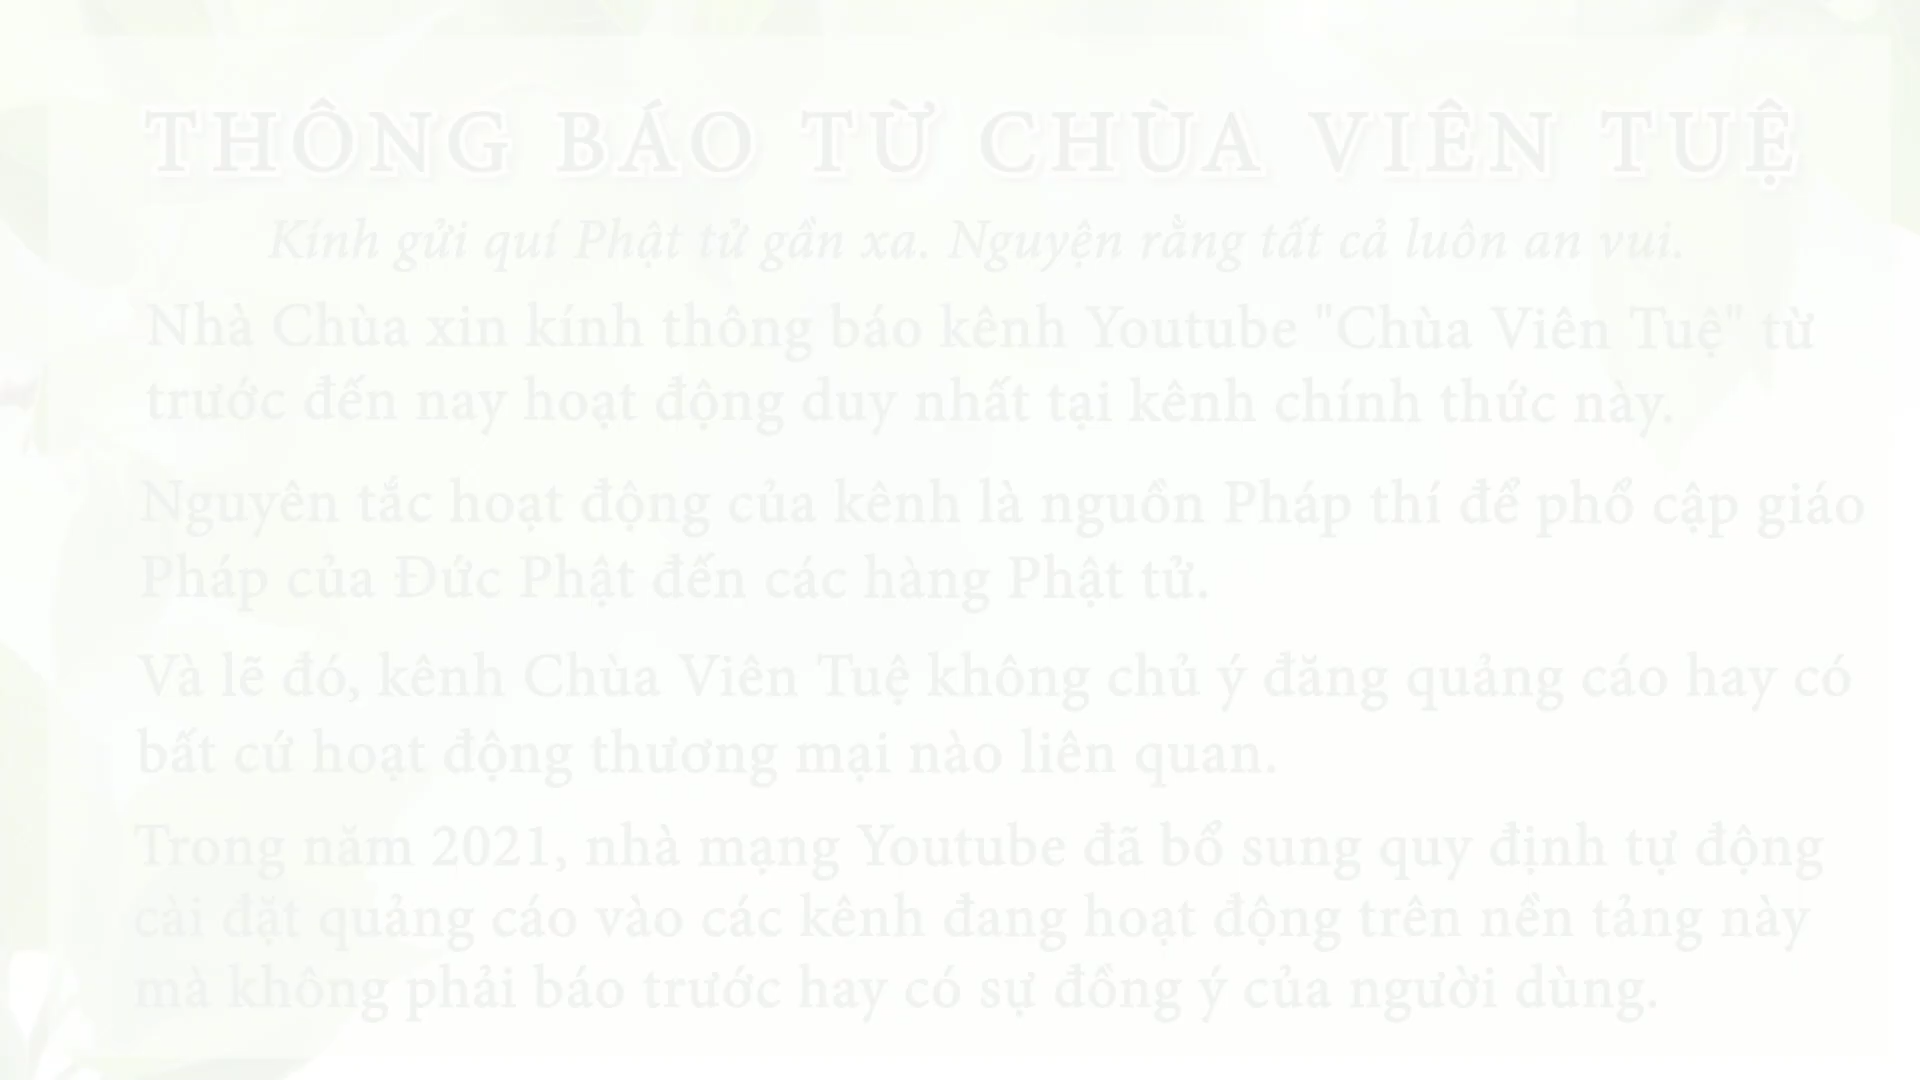 THÔNG BÁO TỪ CHÙA VIÊN TUỆ
Kính gửi quí Phật tử gần xa. Nguyện rằng tất cả luôn an vui.
Nhà Chùa xin kính thông báo kênh Youtube "Chùa Viên Tuệ" từ
trước đến nay hoạt động duy nhất tại kênh chính thức này.
Nguyên tắc hoạt động của kênh là nguồn Pháp thí để phổ cập giáo
Pháp của Đức Phật đến các hàng Phật tử.
Và lẽ đó, kênh Chùa Viên Tuệ không chủ ý đăng quảng cáo hay có
bất cứ hoạt động thương mại nào liên quan.
Trong năm 2021, nhà mạng Youtube đã bổ sung quy định tự động
cài đặt quảng cáo vào các kênh đang hoạt động trên nền tảng này
mà không phải báo trước hay có sự đồng ý của người dùng.